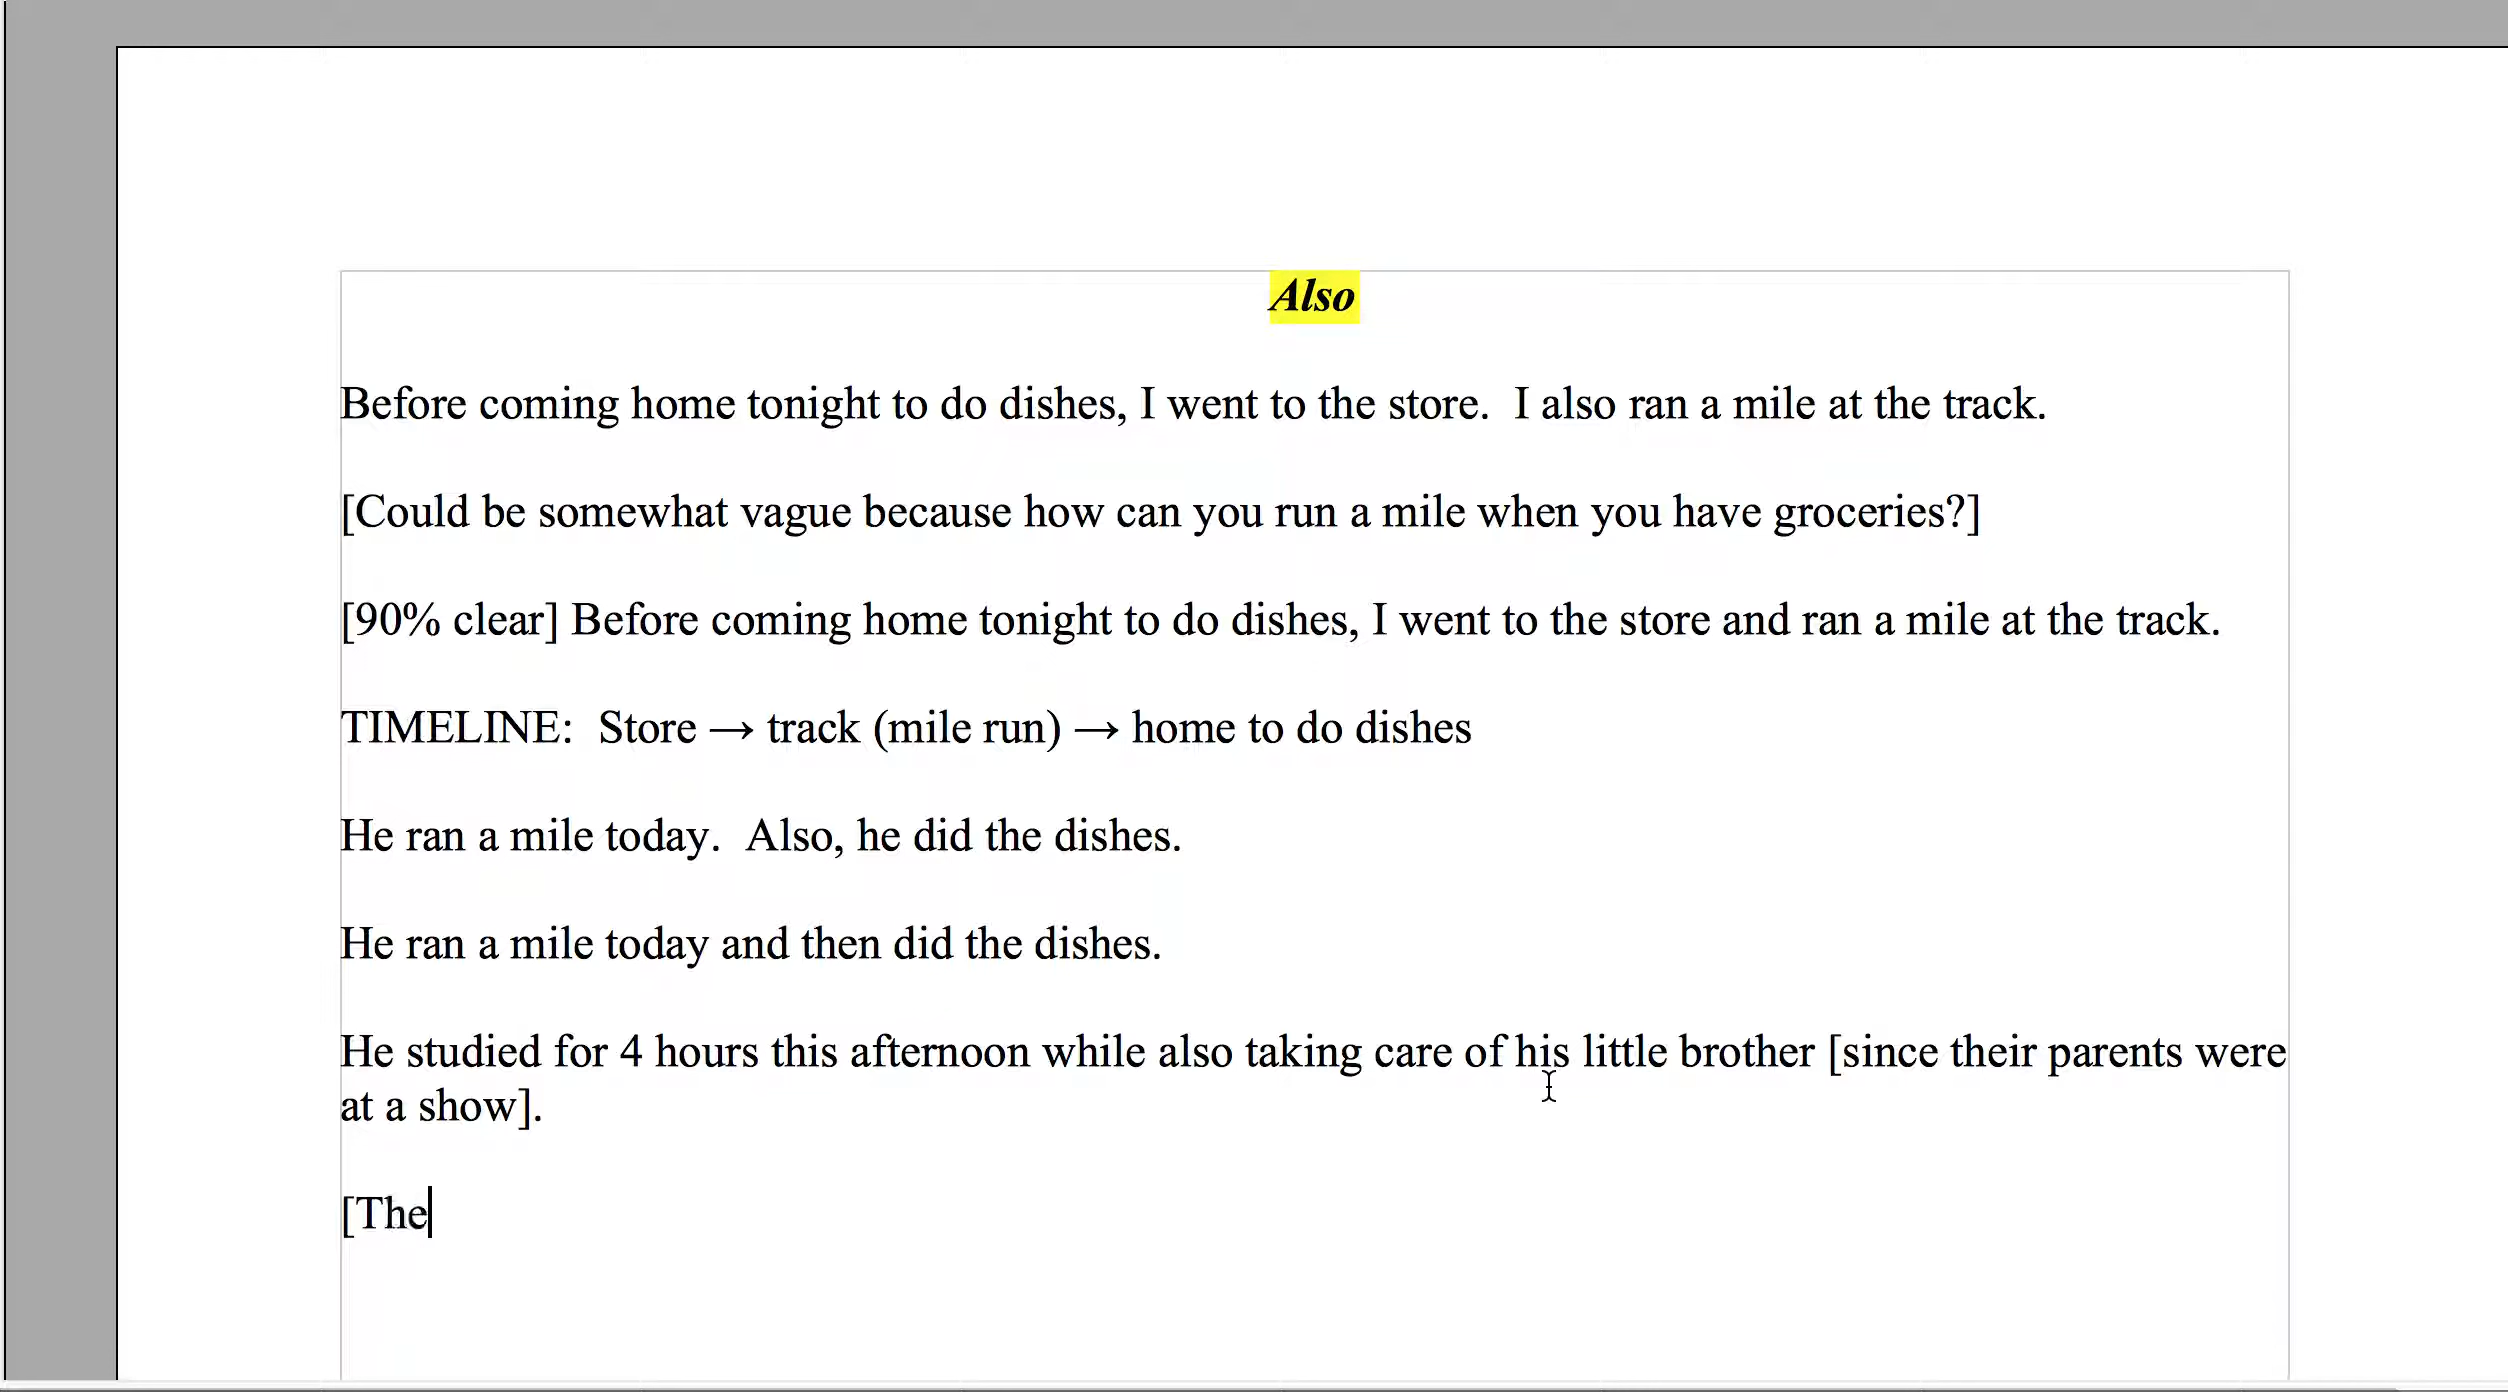 Also
Before coming home tonight to do dishes, I went to the store.  I also ran a mile at the track.
[Could be somewhat vague because how can you run a mile when you have groceries?]
[90% clear] Before coming home tonight to do dishes, I went to the store and ran a mile at the track.
TIMELINE:  Store → track (mile run) → home to do dishes
He ran a mile today.  Also, he did the dishes.
He ran a mile today and then did the dishes.
He studied for 4 hours this afternoon while also taking care of his little brother [since their parents were
at a show].
[The